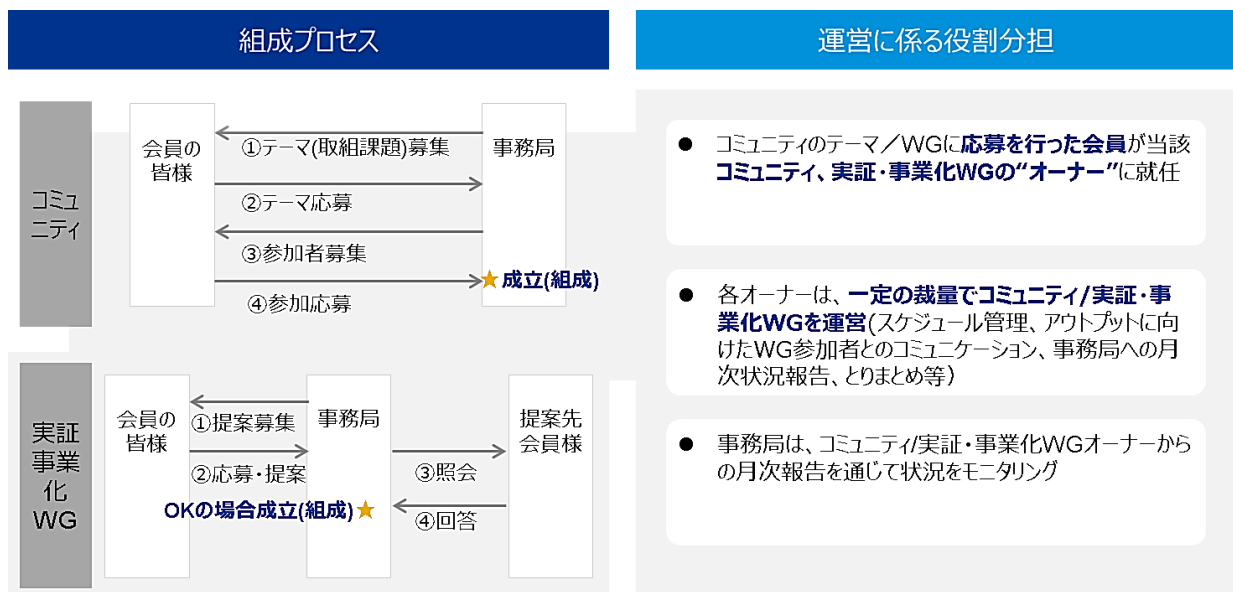 組成プロセス
コミュ
ニティ
会員の
皆様
事務局
①テーマ(取組課題)募集
②テーマ応募
③参加者募集
★成立(組成)
④参加応募
実証
事業
化
WG
会員の
皆様
事務局
提案先
会員様
①提案募集
②応募・提案
③照会
OKの場合成立(組成)★
④回答
運営に係る役割分担
● コミュニティのテーマ／WGに応募を行った会員が当該
コミュニティ、実証・事業化WGの“オーナー”に就任
● 各オーナーは、一定の裁量でコミュニティ/実証・事
業化WGを運営(スケジュール管理、アウトプットに向
けたWG参加者とのコミュニケーション、事務局への月
次状況報告、とりまとめ等）
● 事務局は、コミュニティ/実証・事業化WGオーナーから
の月次報告を通じて状況をモニタリング